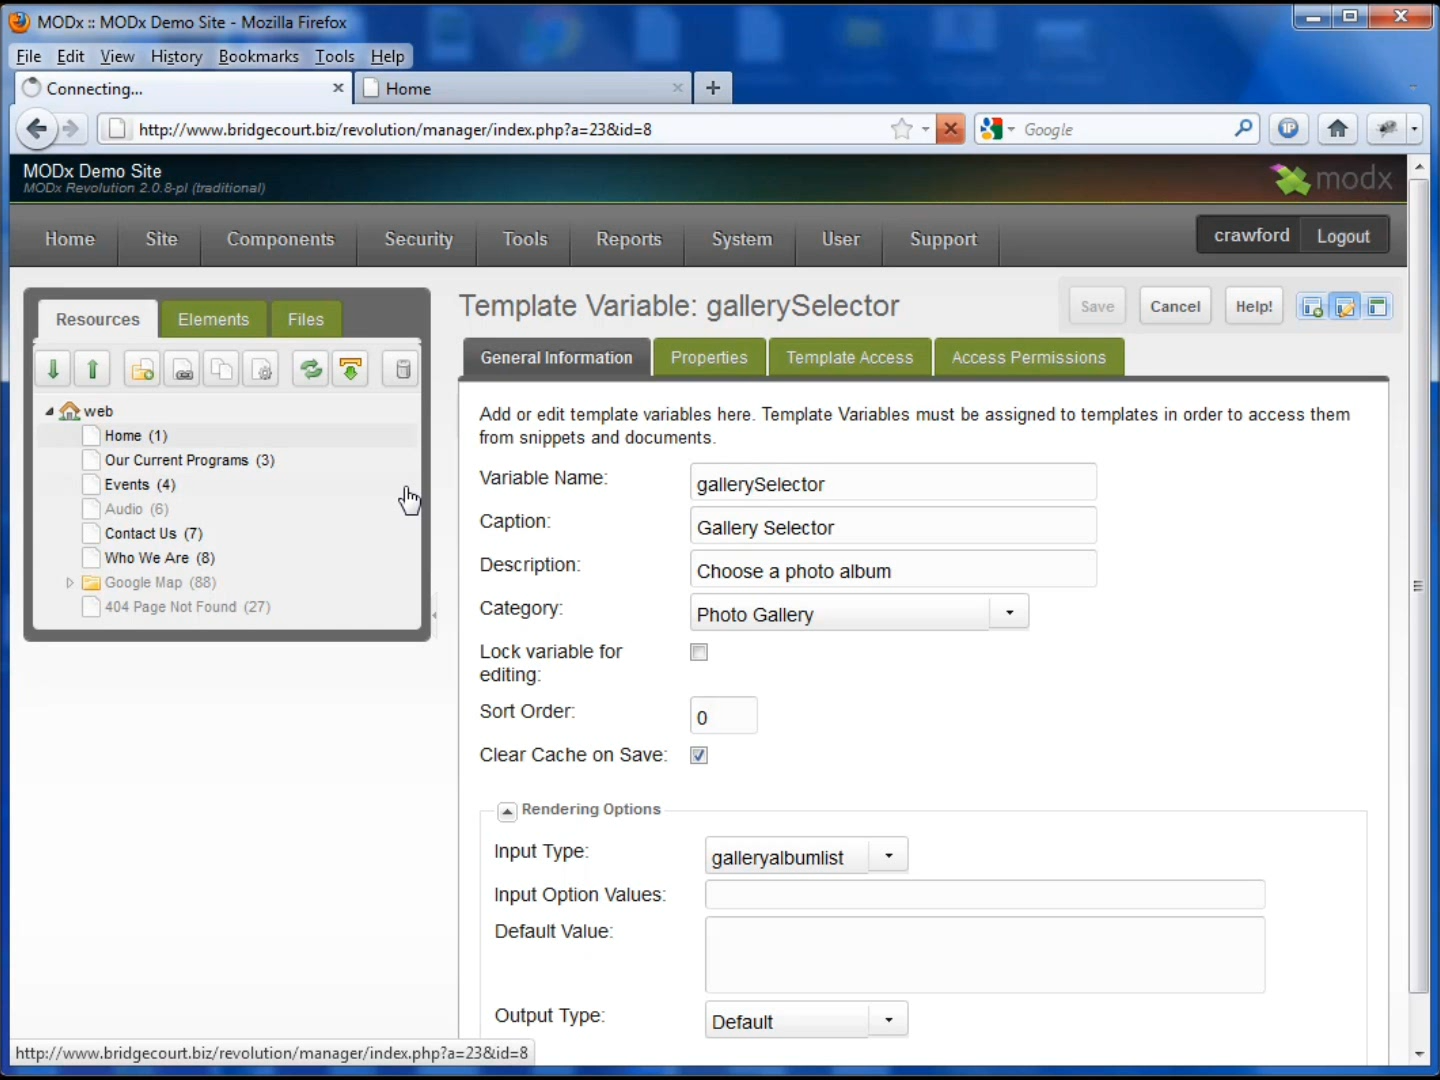 MODx :: MODx Demo Site - Mozilla Firefox
File Edit View History Bookmarks Tools Help
Connecting...
Home
http://www.bridgecourt.biz/revolution/manager/index.php?a=23&id=8
Google
MODx Demo Site
MODx Revolution 2.0.8-pl (traditional)
modx
Home Site Components Security Tools Reports System User Support
crawford Logout
Resources Elements Files
web
Home (1)
Our Current Programs (3)
Events (4)
Audio (6)
Contact Us (7)
Who We Are (8)
Google Map (88)
404 Page Not Found (27)
Template Variable: gallerySelector
Save Cancel Help!
General Information Properties Template Access Access Permissions
Add or edit template variables here. Template Variables must be assigned to templates in order to access them
from snippets and documents.
Variable Name: gallerySelector
Caption: Gallery Selector
Description: Choose a photo album
Category: Photo Gallery
Lock variable for
editing:
Sort Order: 0
Clear Cache on Save:
Rendering Options
Input Type: galleryalbumlist
Input Option Values:
Default Value:
Output Type: Default
http://www.bridgecourt.biz/revolution/manager/index.php?a=23&id=8